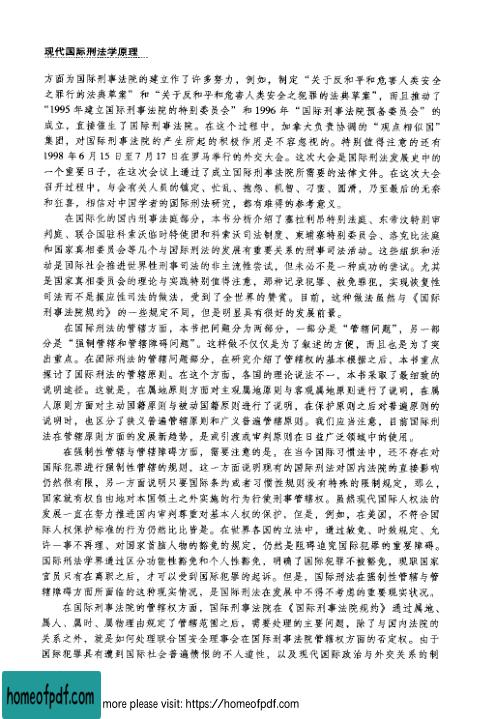 现代国际刑法学原理
方面为国际刑事法院的建立作了许多努力，例如，制定“关于反和平和危害人类安全
之罪行的法典草案”和“关于危害和平和危害人类安全之犯罪的法典草案”，而且推动了
“1995年建立国际刑事法院的特别委员会”和1996年“国际刑事法院预备委员会”的
成立，直接催生了国际刑事法院。在这个过程中，加拿大负责协调的“观点相似国”
集团，对国际刑事法院的产生所起的积极作用是不容忽视的。特别值得注意的还有
1998年6月15日至7月17日在罗马举行的外交大会。这次大会是国际刑法发展史中的
一个重要日子，在这次会议上通过了成立国际刑事法院所需要的法律文件。在这次大会
召开过程中，与会有关人员的镇定、忙乱、抱怨、机智、刁蛮、圆滑，乃至最后的无奈
和狂喜，相信对中国学者的国际刑法研究，都有难得的参考意义。
在国际化的国内刑事法庭部分，本书分析介绍了塞拉利昂特别法庭、东帝汶特别审
判庭、联合国驻科索沃临时特使团和科索沃司法制度、柬埔寨特别委员会、洛克比法庭
和国家真相委员会等几个与国际刑法的发展有重要关系的刑事司法活动。这些组织和活
动是国际社会推进世界性刑事司法的非主流性尝试，但未必不是一种成功的尝试。尤其
是国家真相委员会的理论与实践特别值得注意，那种记录犯罪、赦免罪犯，实现恢复性
司法而不是报应性司法的做法，受到了全世界的赞赏。目前，这种做法虽然与《国际
刑事法院规约》的一些规定不同，但是明显具有很好的发展前景。
在国际刑法的管辖方面，本书把问题分为两部分，一部分是“管辖问题”，另一部
分是“强制管辖和管辖障碍问题”。这样做不仅仅是为了叙述的方便，而且也是为了突
出重点。在国际刑法的管辖问题部分，在研究介绍了管辖权的基本根据之后，本书重点
探讨了国际刑法的管辖原则。在这个方面，各国的理论说法不一，本书采取了最细致的
说明途径。这就是，在属地原则方面对主观属地原则与客观属地原则进行了说明，在属
人原则方面对主动国籍原则与被动国籍原则进行了说明，在保护原则之后对普遍原则的
说明时，也区分了狭义普遍管辖原则和广义普遍管辖原则。我们应当注意，目前国际刑
法在管辖原则方面的发展新趋势，是或引渡或审判原则在日益广泛领域中的使用。
在强制性管辖与管辖障碍方面，需要注意的是，在当今国际习惯法中，还不存在对
国际犯罪进行强制性管辖的规则，这一方面说明现有的国际刑法对国内法院的直接影响
仍然很有限，另一方面说明只要国际条约或者习惯性规则没有特殊的限制规定，那么，
国家就有权自由地对本国领土之外实施的行为行使刑事管辖权。虽然现代国际人权法的
发展一直在努力推进国内审判尊重对基本人权的保护，但是，例如，在美国，不符合国
际人权保护标准的行为仍然比比皆是。在世界各国的立法中，通过赦免、时效规定、允
许一事不再理、对国家首脑人物的豁免的规定，仍然是阻碍追究国际犯罪的重要障碍。
国际刑法学界通过区分功能性豁免和个人性豁免，明确了国际犯罪不被豁免，现职国家
官员只有在离职之后，才可以受到国际犯罪的起诉。但是，国际刑法在强制性管辖与管
辖障碍方面所面临的这种现实情况，是国际刑法在发展中不得不考虑的重要现实状况。
在国际刑事法院的管辖权方面，国际刑事法院在《国际刑事法院规约》通过属地、
属人、属时、属物理由规定了管辖范围之后，需要处理的主要问题，除了与国内法院的
关系之外，就是如何处理联合国安全理事会在国际刑事法院管辖权方面的否定权。由于
国际犯罪具有遭到国际社会普遍愤恨的不人道性，以及现代国际政治与外交关系的制
homeofpdf.com
more please visit: https://homeofpdf.com